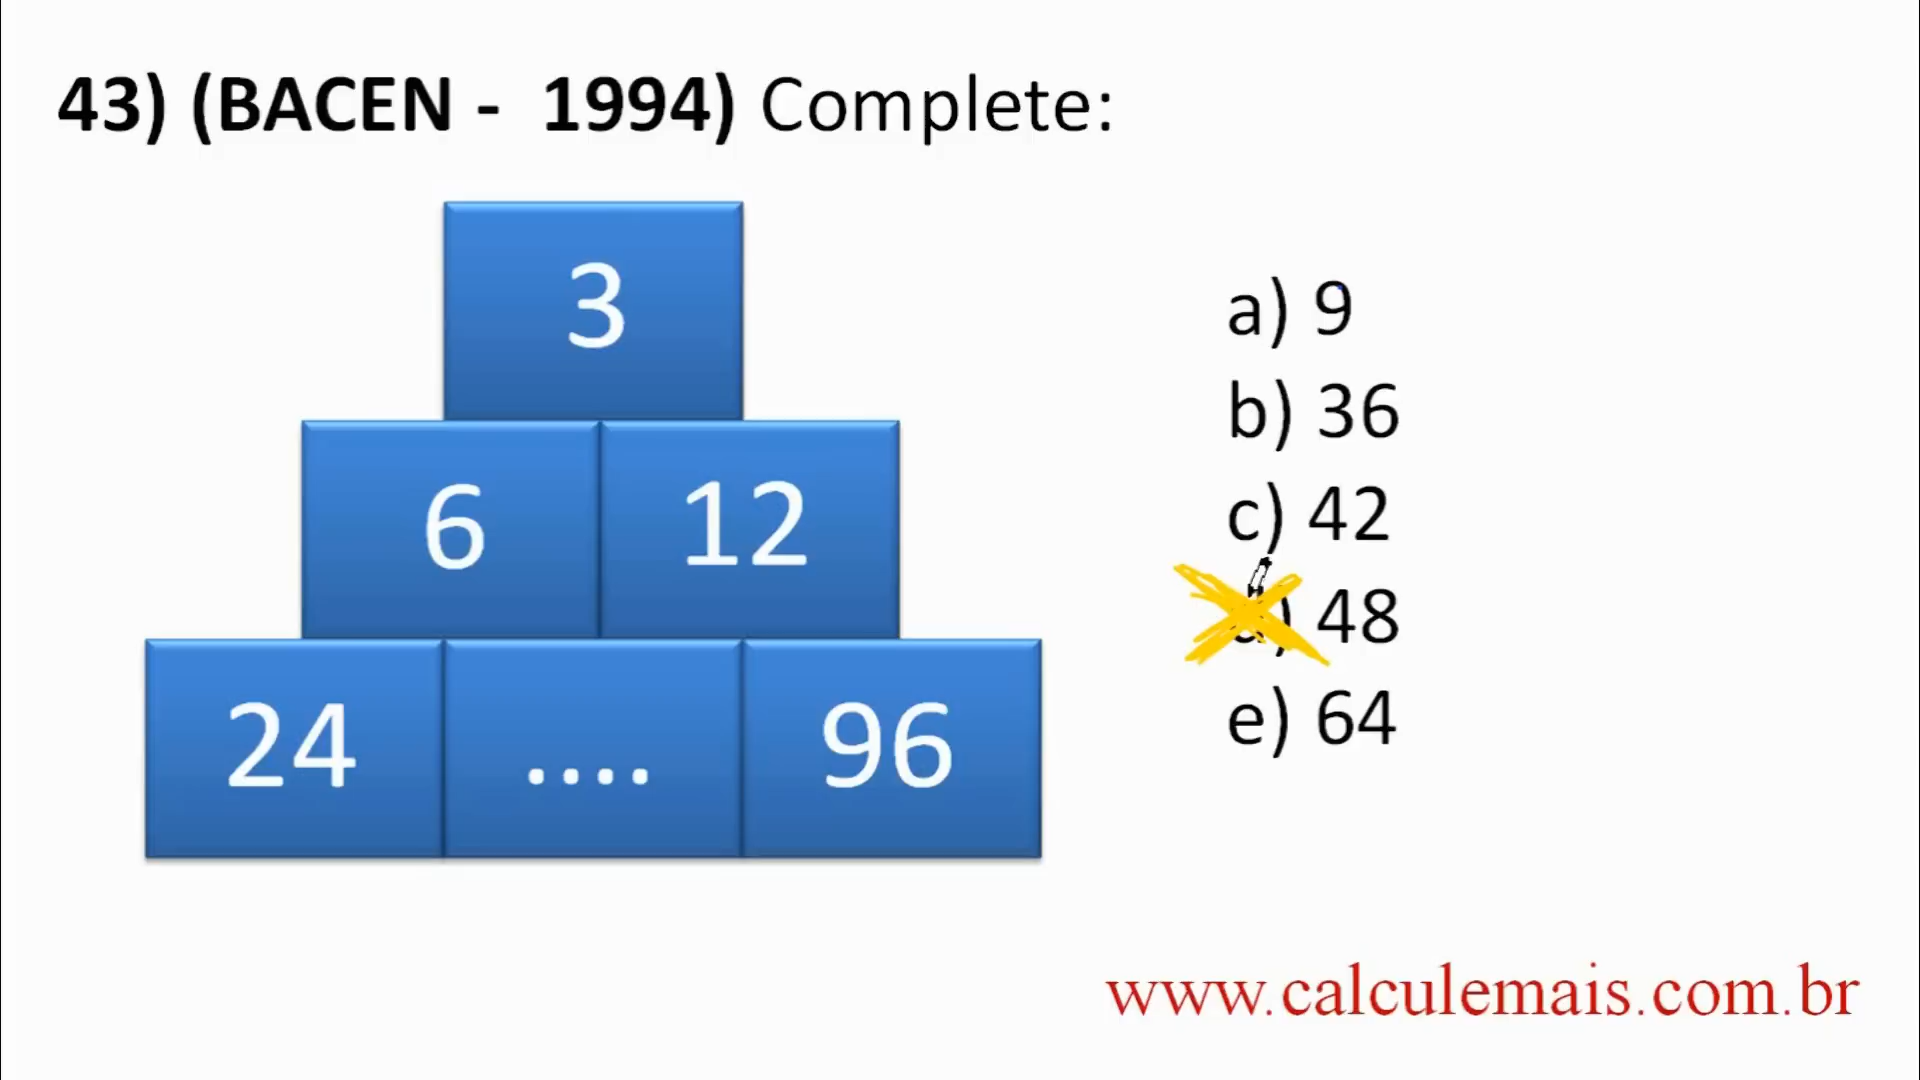 43) (BACEN - 1994) Complete:
3
6 12
24 .... 96
a) 9
b) 36
c) 42
48
e) 64
www.calculemais.com.br